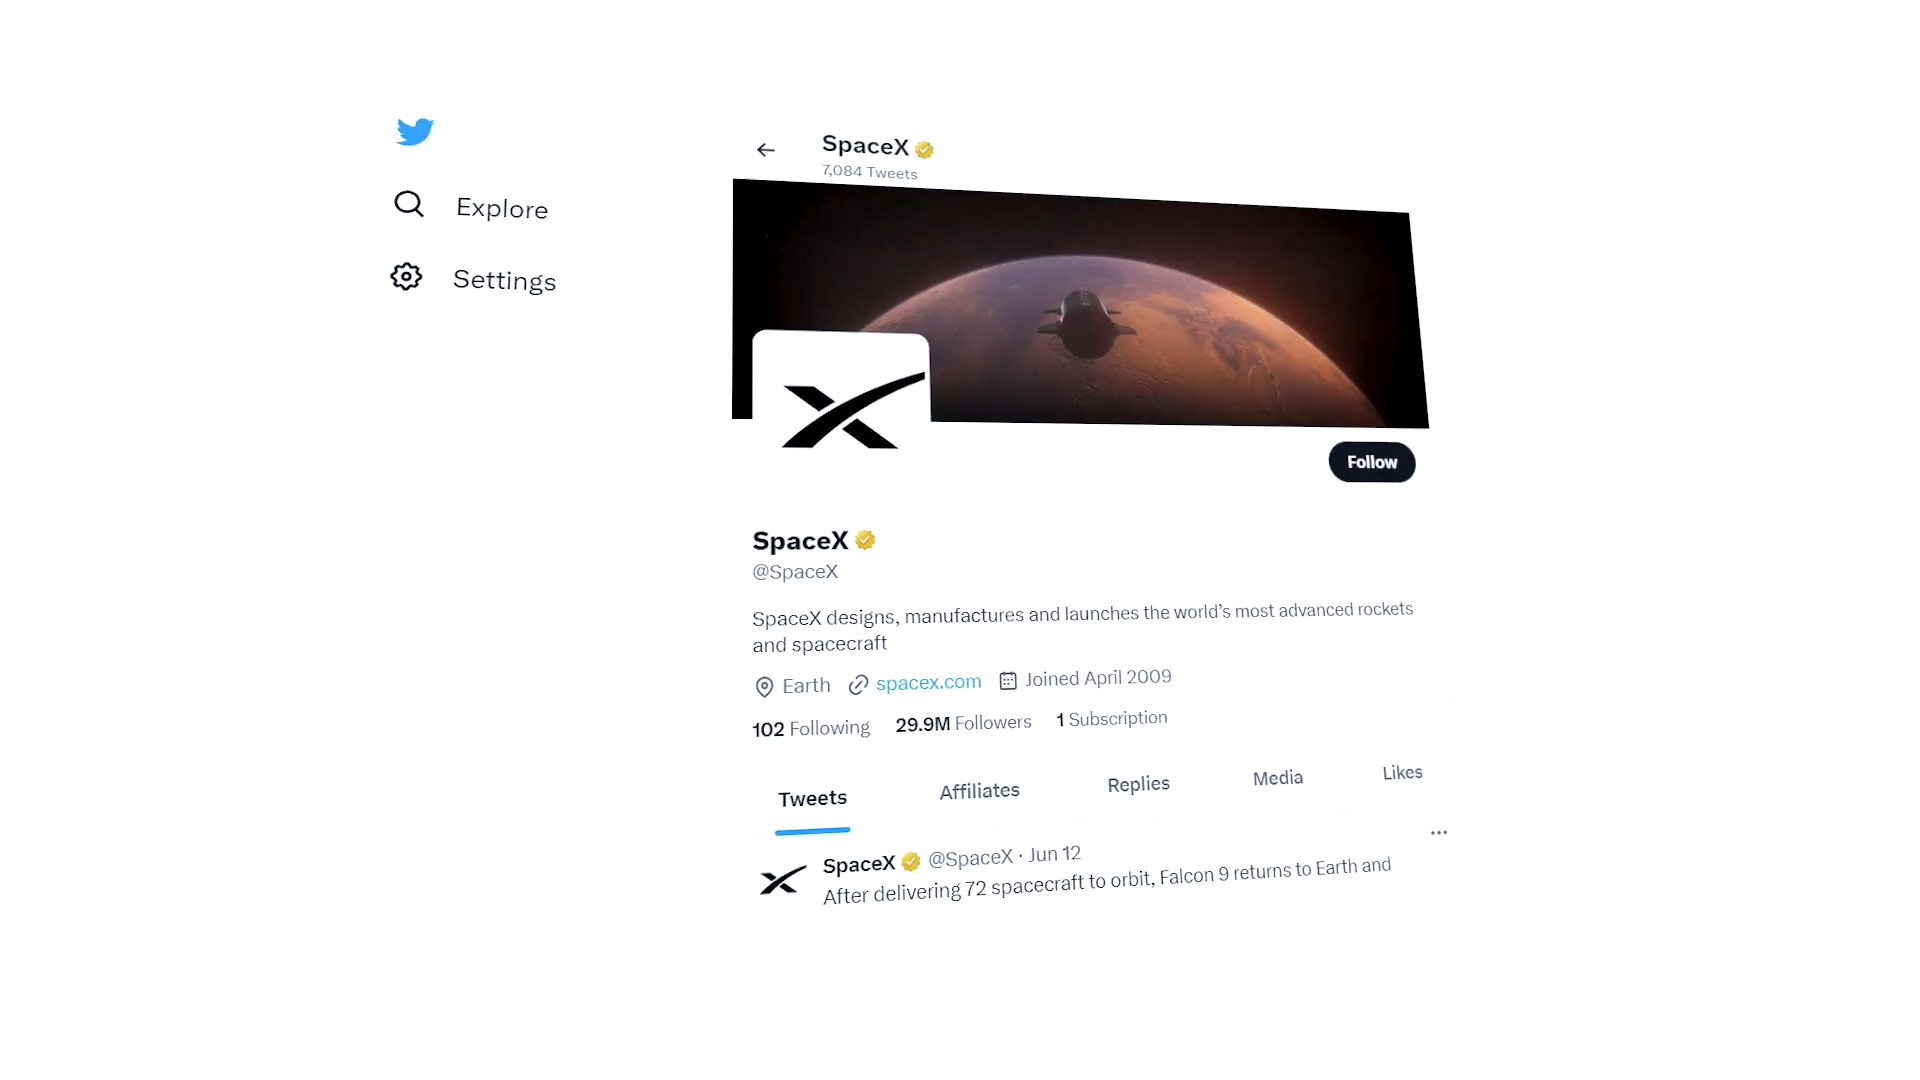 Explore
Settings
SpaceX
7,084 Tweets
Follow
SpaceX
@SpaceX
SpaceX designs, manufactures and launches the world’s most advanced rockets
and spacecraft
Earth spacex.com Joined April 2009
102 Following 29.9M Followers 1 Subscription
Tweets Affiliates Replies Media Likes
SpaceX @SpaceX · Jun 12
After delivering 72 spacecraft to orbit, Falcon 9 returns to Earth and